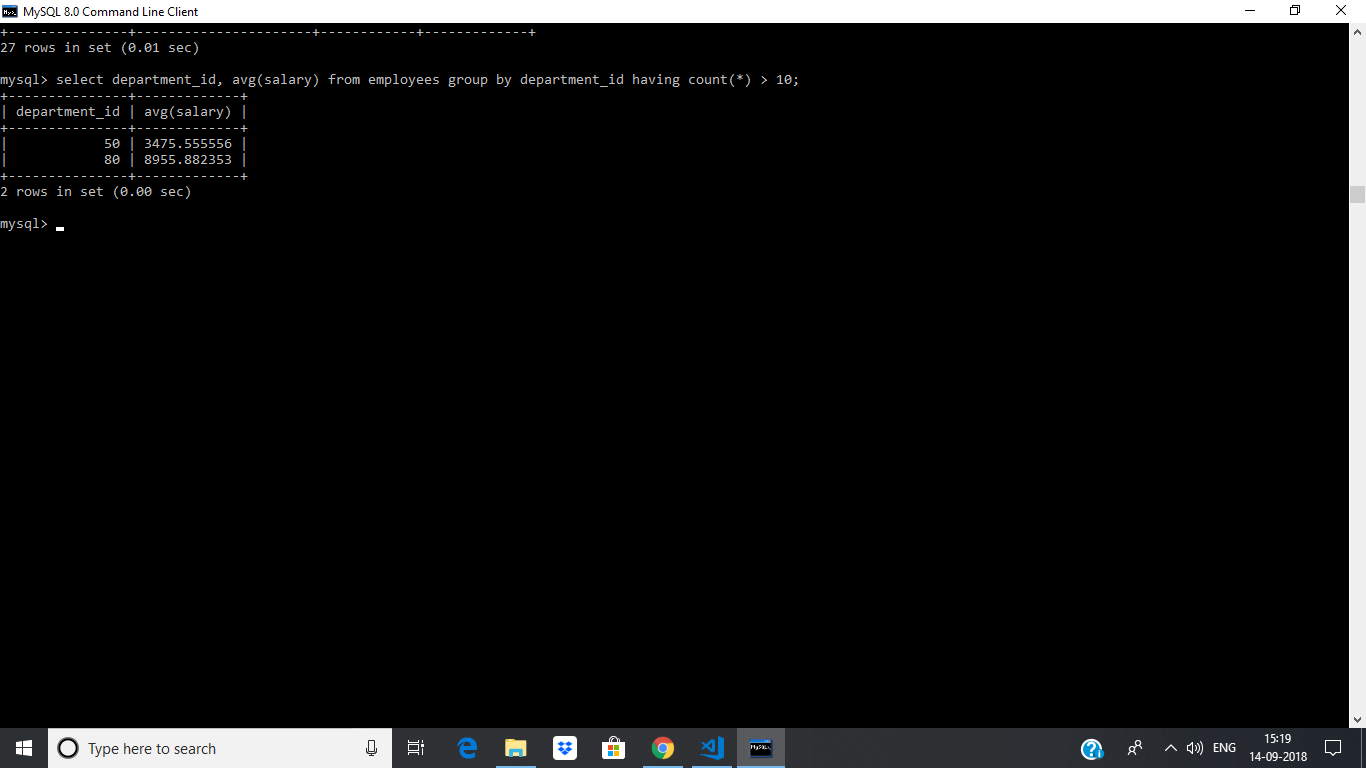 MySQL 8.0 Command Line Client
+---------------+----------------------+------------+-------------+
27 rows in set (0.01 sec)
mysql> select department_id, avg(salary) from employees group by department_id having count(*) > 10;
+---------------+-------------+
| department_id | avg(salary) |
+---------------+-------------+
|            50 | 3475.555556 |
|            80 | 8955.882353 |
+---------------+-------------+
2 rows in set (0.00 sec)
mysql>
Type here to search
ENG
15:19
14-09-2018